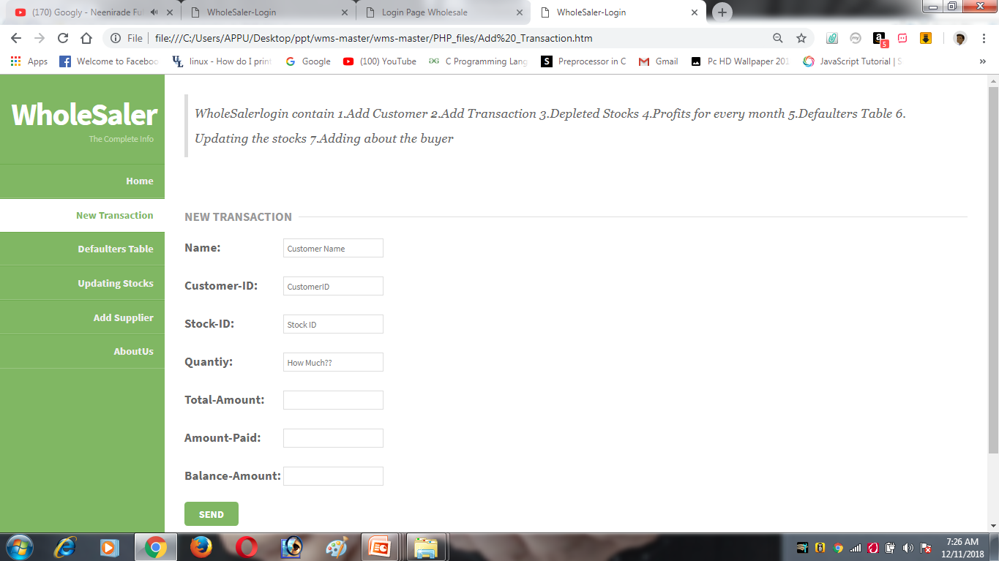 (170) Googly - Neenirade Ful
WholeSaler-Login
Login Page Wholesale
WholeSaler-Login
File
file:///C:/Users/APPU/Desktop/ppt/wms-master/wms-master/PHP_files/Add%20_Transaction.htm
5
Apps
Welcome to Faceboo
linux - How do I print
Google
(100) YouTube
C Programming Lang
Preprocessor in C
Gmail
Pc HD Wallpaper 201
JavaScript Tutorial | S
WholeSaler
The Complete Info
Home
New Transaction
Defaulters Table
Updating Stocks
Add Supplier
AboutUs
WholeSalerlogin contain 1.Add Customer 2.Add Transaction 3.Depleted Stocks 4.Profits for every month 5.Defaulters Table 6.
Updating the stocks 7.Adding about the buyer
NEW TRANSACTION
Name: Customer Name
Customer-ID: CustomerID
Stock-ID: Stock ID
Quantiy: How Much??
Total-Amount:
Amount-Paid:
Balance-Amount:
SEND
7:26 AM
12/11/2018